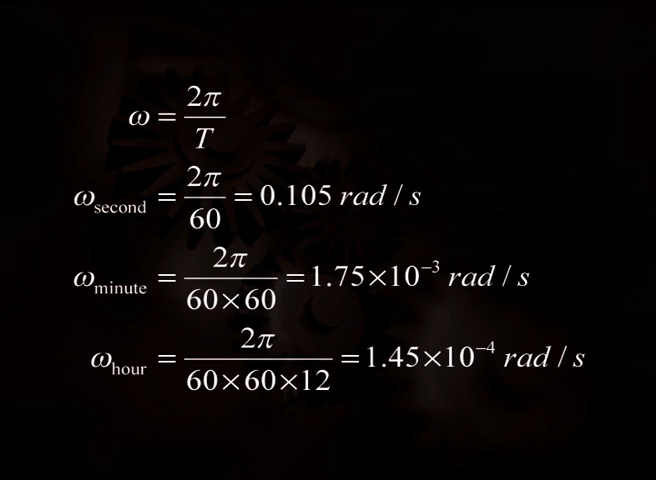 ω = 2π / T
ω_second = 2π / 60 = 0.105 rad / s
ω_minute = 2π / 60×60 = 1.75×10⁻³ rad / s
ω_hour = 2π / 60×60×12 = 1.45×10⁻⁴ rad / s